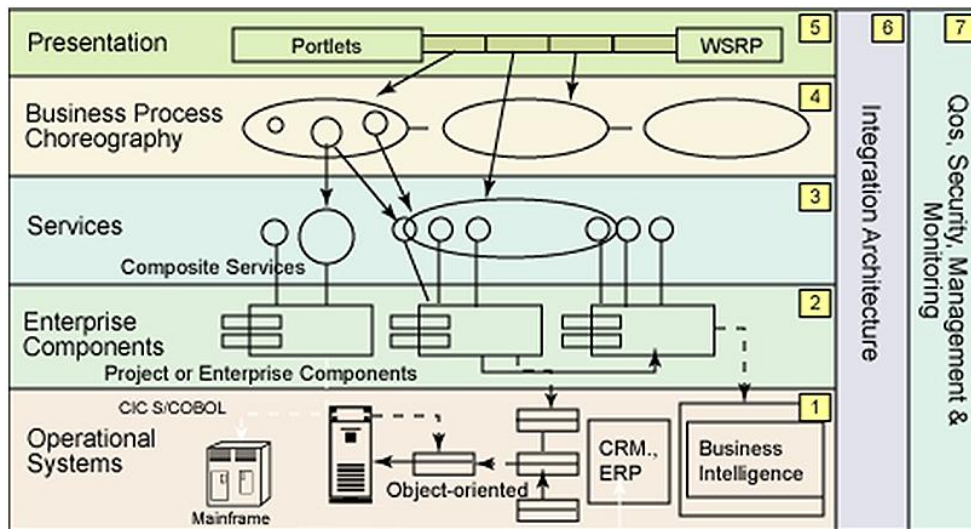 Presentation
Portlets
WSRP
5
6
7
Business Process
Choreography
4
Services
3
Composite Services
Enterprise
Components
2
Project or Enterprise Components
CIC S/COBOL
1
Operational
Systems
CRM.,
ERP
Business
Intelligence
Object-oriented
Mainframe
Integration Architecture
Qos, Security, Management &
Monitoring